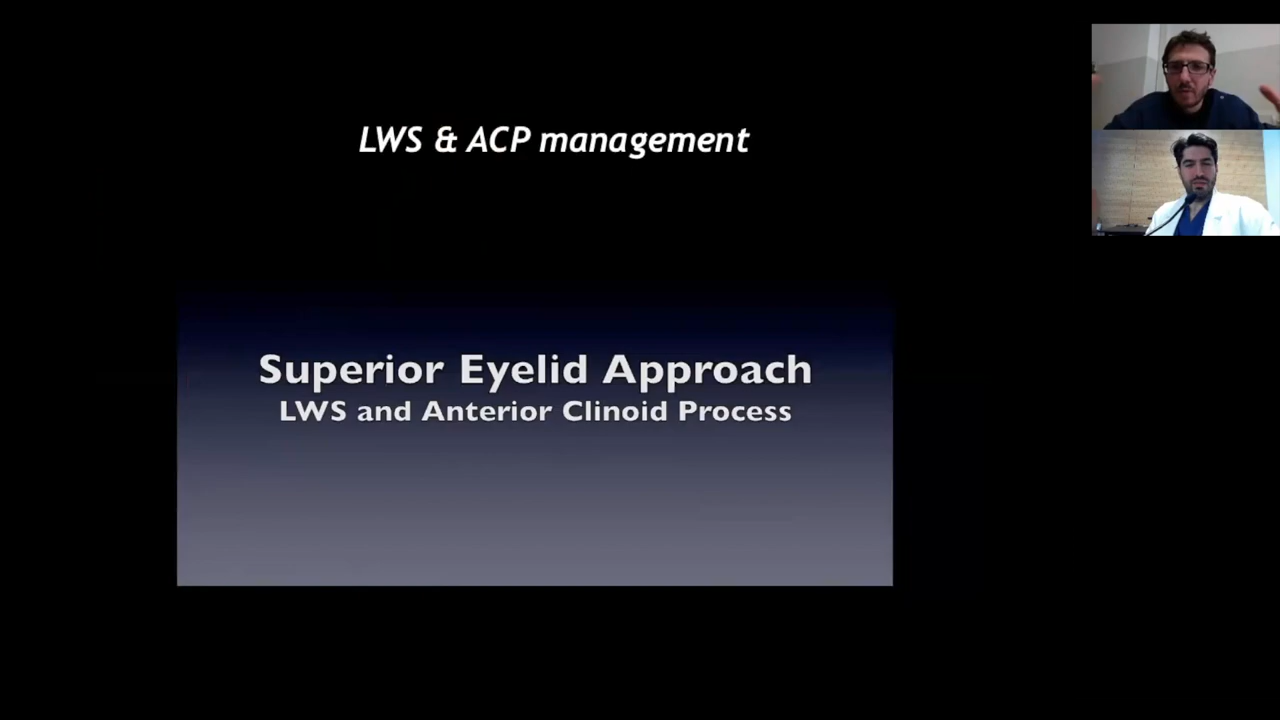 LWS & ACP management
Superior Eyelid Approach
LWS and Anterior Clinoid Process